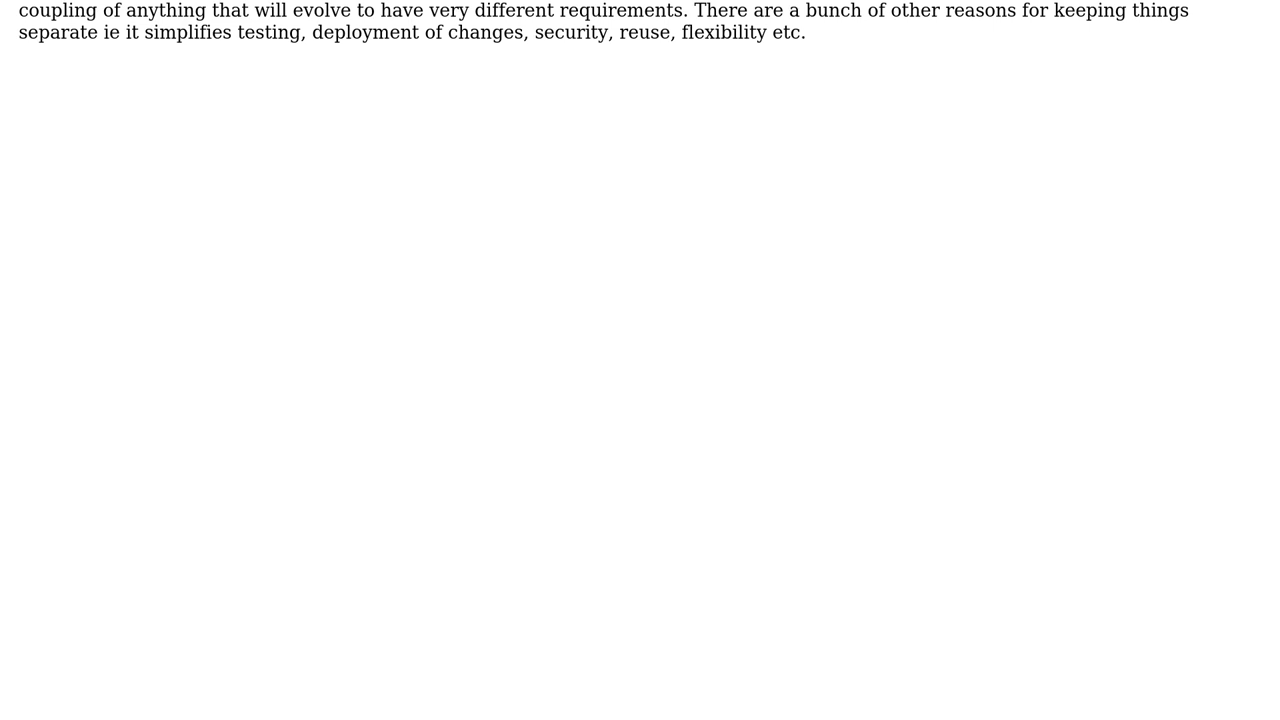 coupling of anything that will evolve to have very different requirements. There are a bunch of other reasons for keeping things
separate ie it simplifies testing, deployment of changes, security, reuse, flexibility etc.